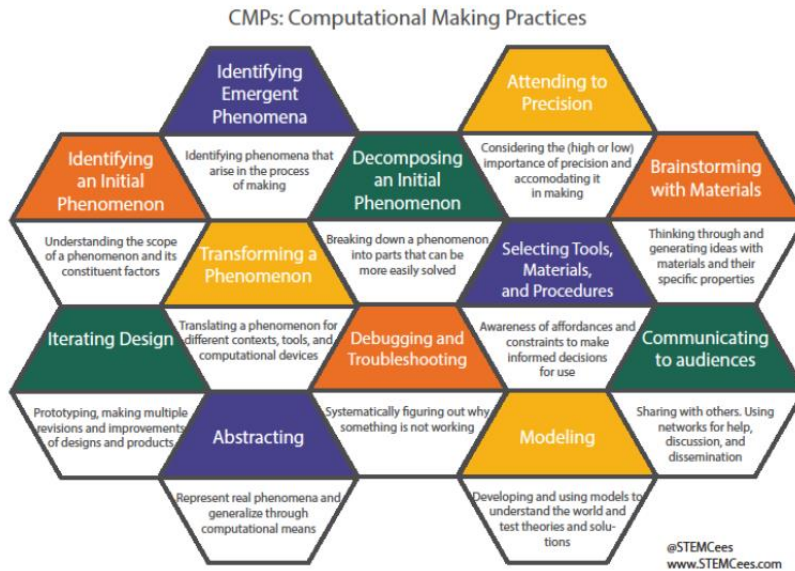 CMPs: Computational Making Practices
Identifying
Emergent
Phenomena
Identifying phenomena that
arise in the process
of making
Attending to
Precision
Considering the (high or low)
importance of precision and
accomodating it
in making
Identifying
an Initial
Phenomenon
Understanding the scope
of a phenomenon and its
constituent factors
Decomposing
an Initial
Phenomenon
Breaking down a phenomenon
into parts that can be
more easily solved
Brainstorming
with Materials
Thinking through and
generating ideas with
materials and their
specific properties
Transforming a
Phenomenon
Translating a phenomenon for
different contexts, tools, and
computational devices
Selecting Tools,
Materials,
and Procedures
Awareness of affordances and
constraints to make
informed decisions
for use
Iterating Design
Prototyping, making multiple
revisions and improvements
of designs and products
Debugging and
Troubleshooting
Systematically figuring out why
something is not working
Communicating
to audiences
Sharing with others. Using
networks for help,
discussion, and
dissemination
Abstracting
Represent real phenomena and
generalize through
computational means
Modeling
Developing and using models to
understand the world and
test theories and solu-
tions
@STEMCees
www.STEMCees.com